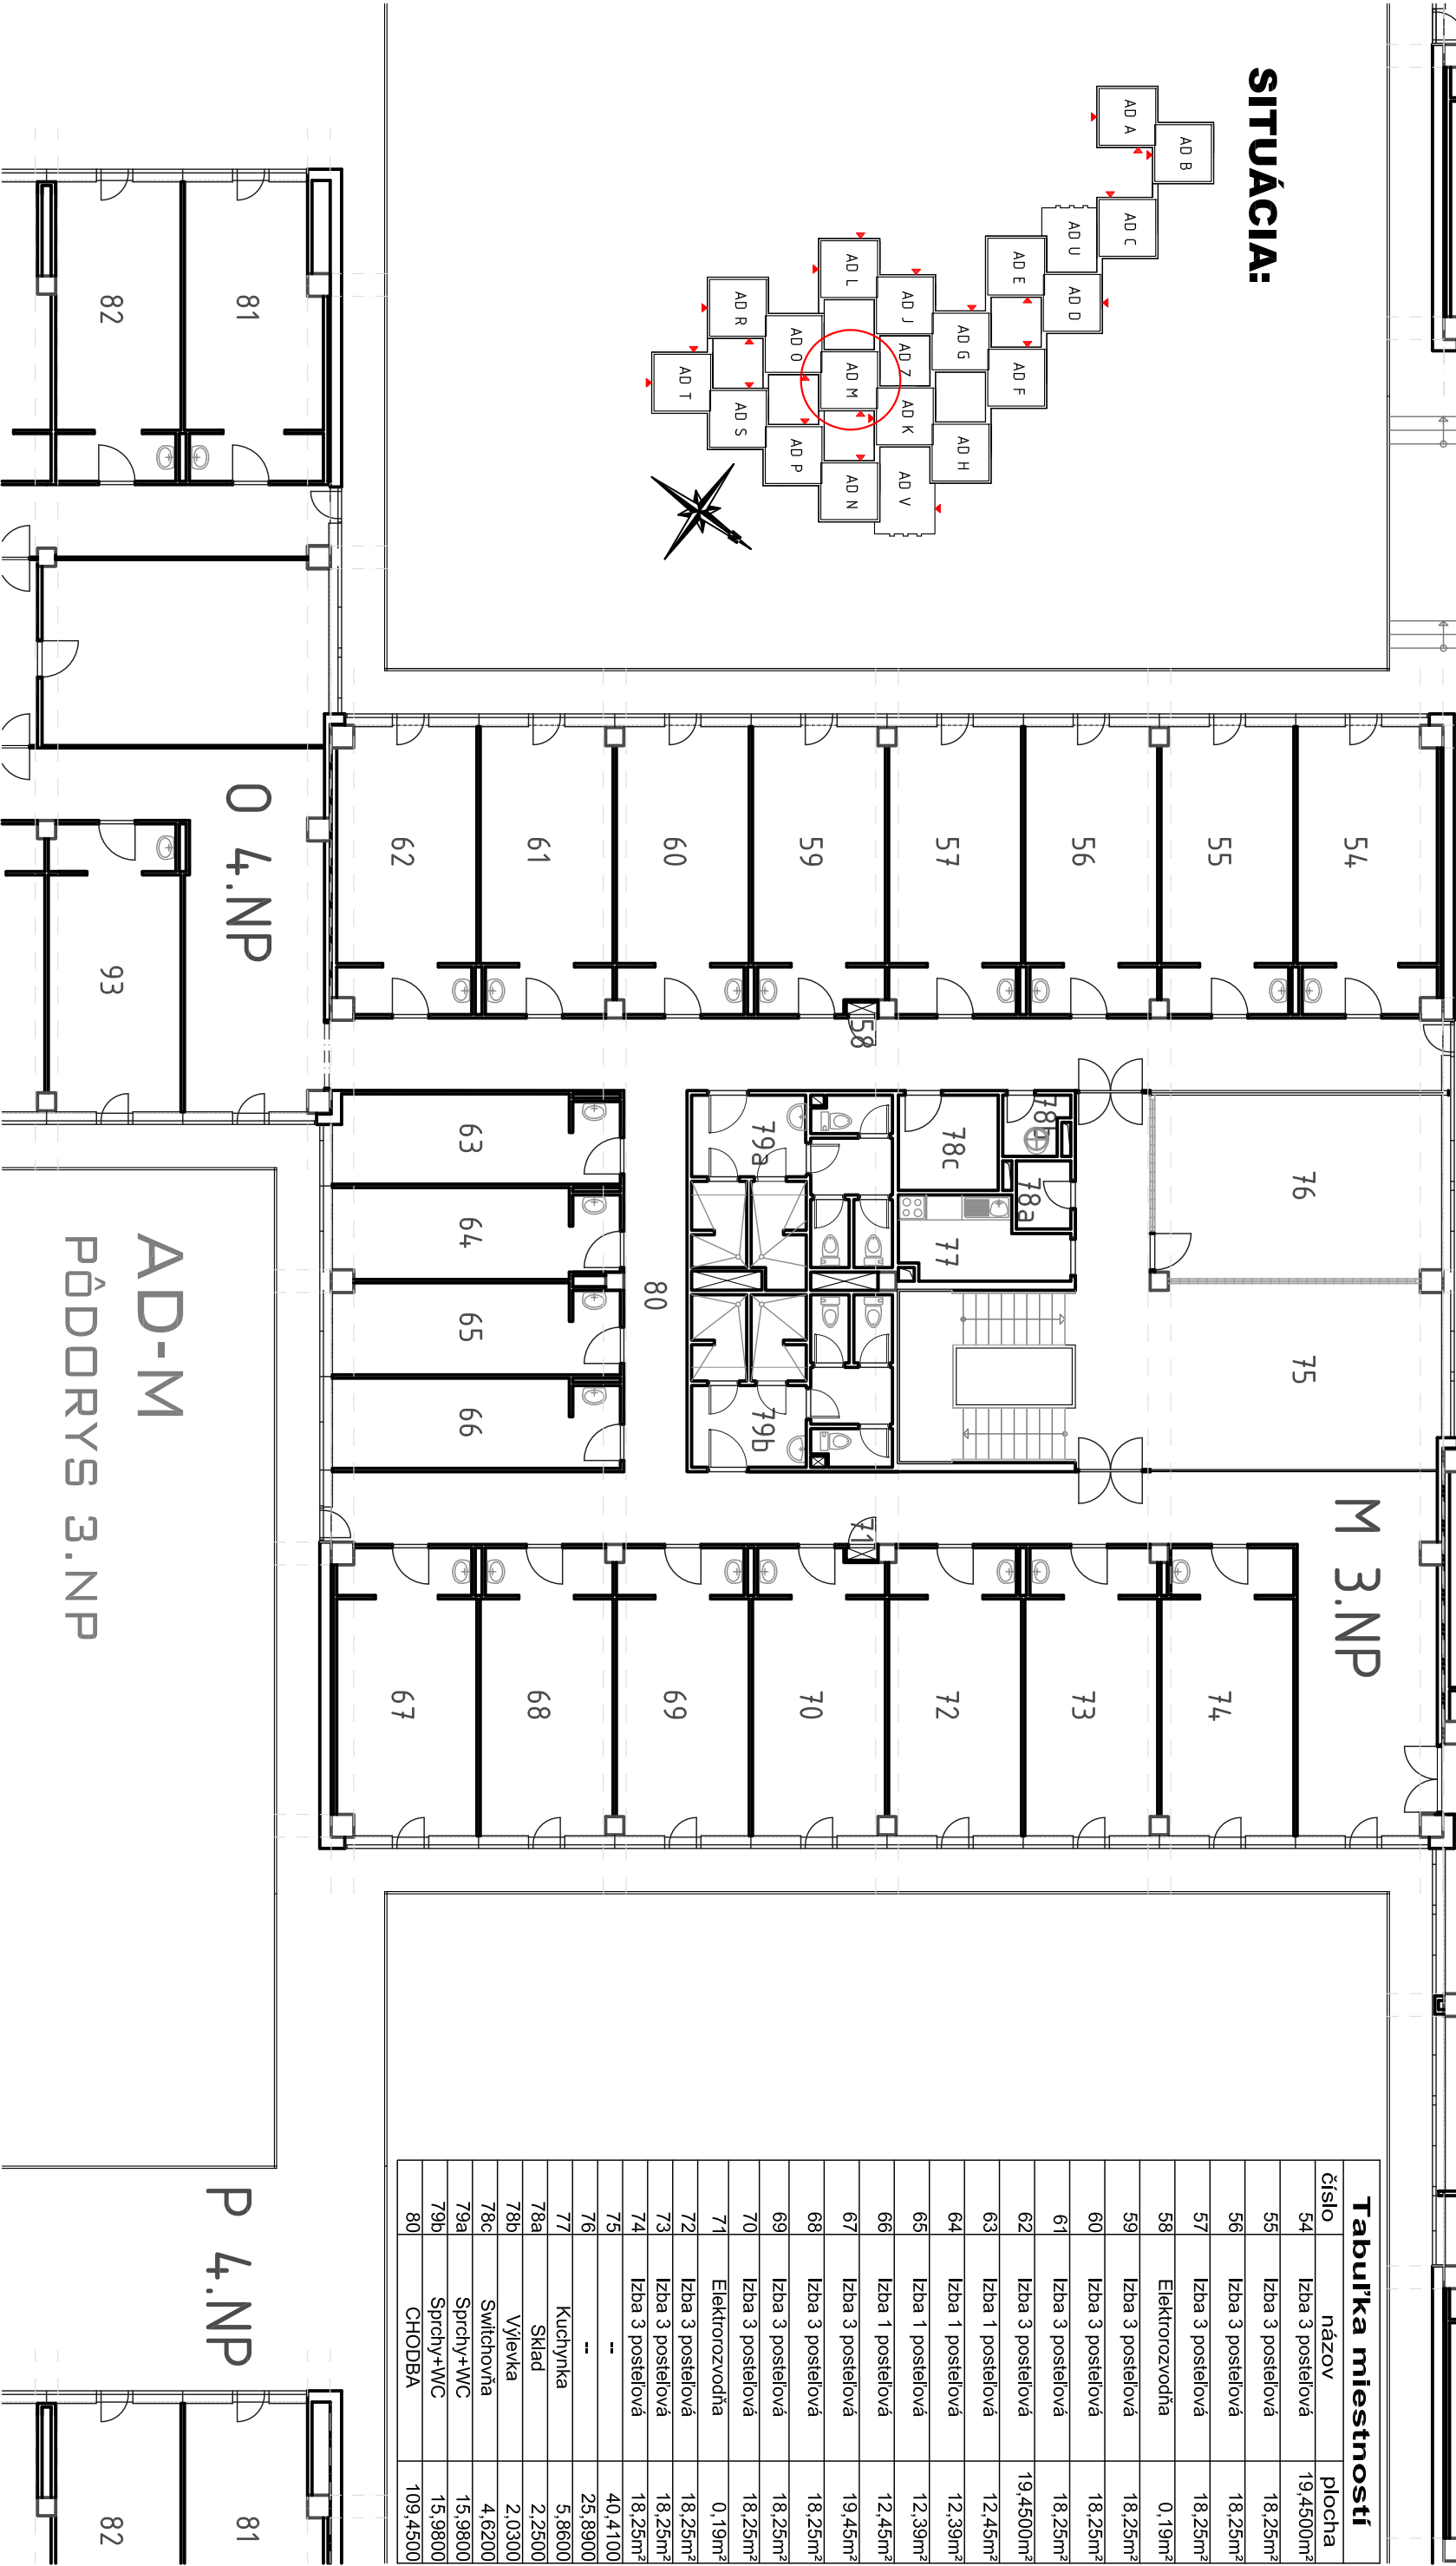 SITUÁCIA:
AD A
AD B
AD C
AD U
AD D
AD E
AD F
AD G
AD H
AD J
AD Z
AD K
AD V
AD L
AD M
AD N
AD O
AD P
AD R
AD S
AD T
54
55
56
57
58
59
60
61
62
63
64
65
66
67
68
69
70
71
72
73
74
75
76
77
78a
78b
78c
79a
79b
80
81
82
93
O 4.NP
M 3.NP
P 4.NP
81
82
AD-M
PÔDORYS 3.NP
Tabuľka miestností
číslo názov plocha
54 Izba 3 posteľová 19,4500m²
55 Izba 3 posteľová 18,25m²
56 Izba 3 posteľová 18,25m²
57 Izba 3 posteľová 18,25m²
58 Elektrorozvodňa 0,19m²
59 Izba 3 posteľová 18,25m²
60 Izba 3 posteľová 18,25m²
61 Izba 3 posteľová 18,25m²
62 Izba 3 posteľová 19,4500m²
63 Izba 1 posteľová 12,45m²
64 Izba 1 posteľová 12,39m²
65 Izba 1 posteľová 12,39m²
66 Izba 1 posteľová 12,45m²
67 Izba 3 posteľová 19,45m²
68 Izba 3 posteľová 18,25m²
69 Izba 3 posteľová 18,25m²
70 Izba 3 posteľová 18,25m²
71 Elektrorozvodňa 0,19m²
72 Izba 3 posteľová 18,25m²
73 Izba 3 posteľová 18,25m²
74 Izba 3 posteľová 18,25m²
75 -- 40,4100
76 -- 25,8900
77 Kuchynka 5,8600
78a Sklad 2,2500
78b Výlevka 2,0300
78c Switchovňa 4,6200
79a Sprchy+WC 15,9800
79b Sprchy+WC 15,9800
80 CHODBA 109,4500